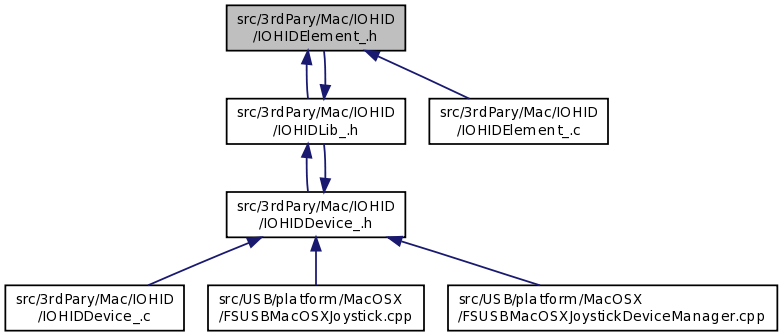 src/3rdPary/Mac/IOHID
/IOHIDElement_.h
src/3rdPary/Mac/IOHID
/IOHIDLib_.h
src/3rdPary/Mac/IOHID
/IOHIDElement_.c
src/3rdPary/Mac/IOHID
/IOHIDDevice_.h
src/3rdPary/Mac/IOHID
/IOHIDDevice_.c
src/USB/platform/MacOSX
/FSUSBMacOSXJoystick.cpp
src/USB/platform/MacOSX
/FSUSBMacOSXJoystickDeviceManager.cpp